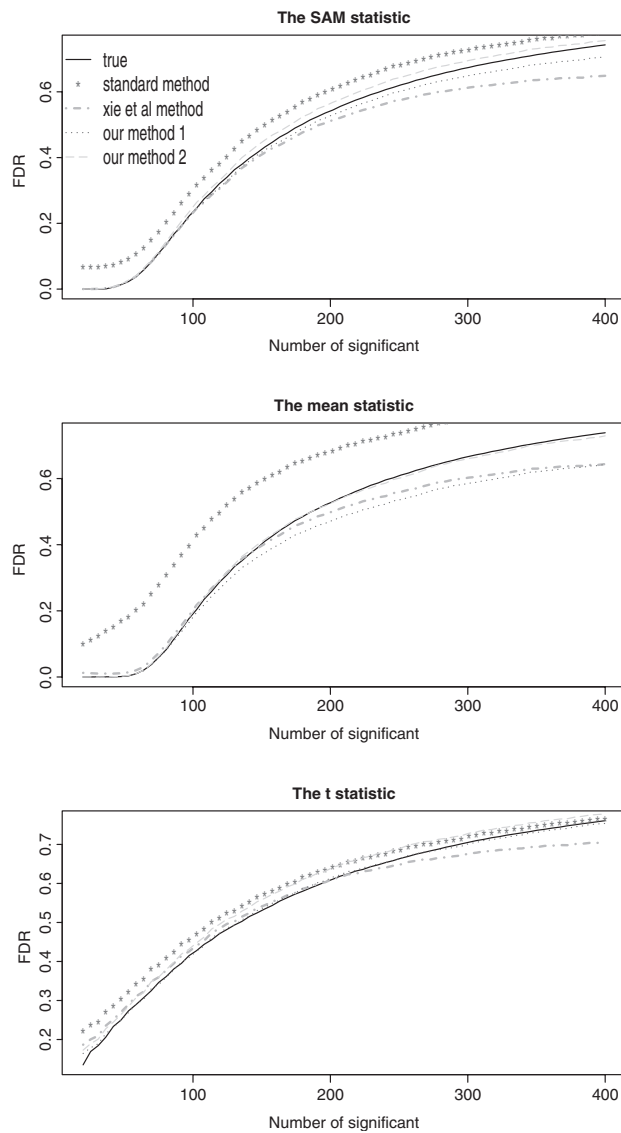 The SAM statistic
true
standard method
xie et al method
our method 1
our method 2
FDR
0.0
0.2
0.4
0.6
100
200
300
400
Number of significant
The mean statistic
FDR
0.0
0.2
0.4
0.6
100
200
300
400
Number of significant
The t statistic
FDR
0.2
0.3
0.4
0.5
0.6
0.7
100
200
300
400
Number of significant